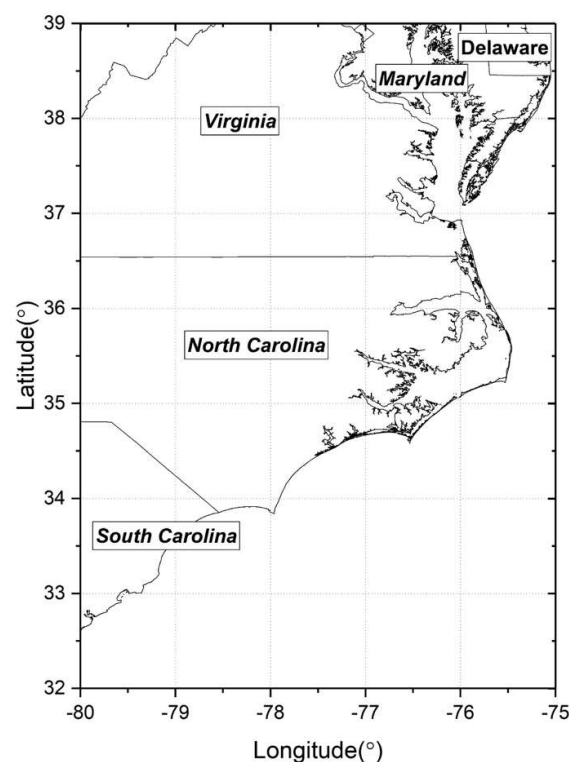 39
38
37
36
35
34
33
32
Latitude(°)
Delaware
Maryland
Virginia
North Carolina
South Carolina
-80
-79
-78
-77
-76
-75
Longitude(°)